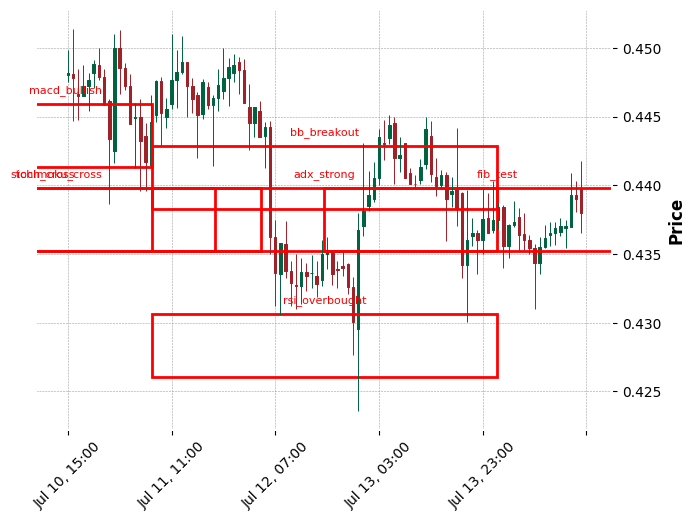 0.450
macd_bullish
0.445
bb_breakout
adx_strong
fib_test
0.440
Price
0.435
rsi_overbought
0.430
0.425
Jul 10, 15:00
Jul 11, 11:00
Jul 12, 07:00
Jul 13, 03:00
Jul 13, 23:00